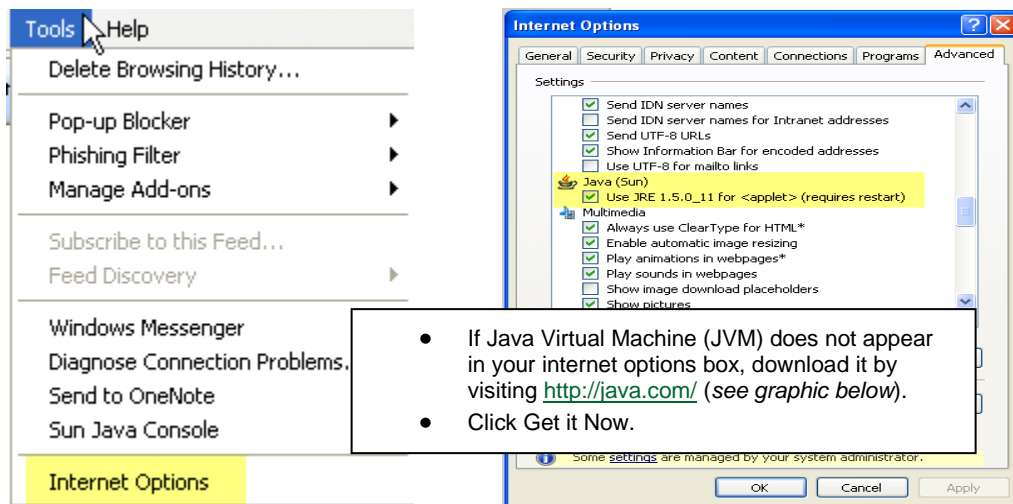 Tools Help
Delete Browsing History...
Pop-up Blocker
Phishing Filter
Manage Add-ons
Subscribe to this Feed...
Feed Discovery
Windows Messenger
Diagnose Connection Problems.
Send to OneNote
Sun Java Console
Internet Options
Internet Options
General Security Privacy Content Connections Programs Advanced
Settings
Send IDN server names
Send IDN server names for Intranet addresses
Send UTF-8 URLs
Show Information Bar for encoded addresses
Use UTF-8 for mailto links
Java (Sun)
Use JRE 1.5.0_11 for <applet> (requires restart)
Multimedia
Always use ClearType for HTML*
Enable automatic image resizing
Play animations in webpages*
Play sounds in webpages
Show image download placeholders
Show pictures
• If Java Virtual Machine (JVM) does not appear
in your internet options box, download it by
visiting http://java.com/ (see graphic below).
• Click Get it Now.
Some settings are managed by your system administrator.
OK Cancel Apply